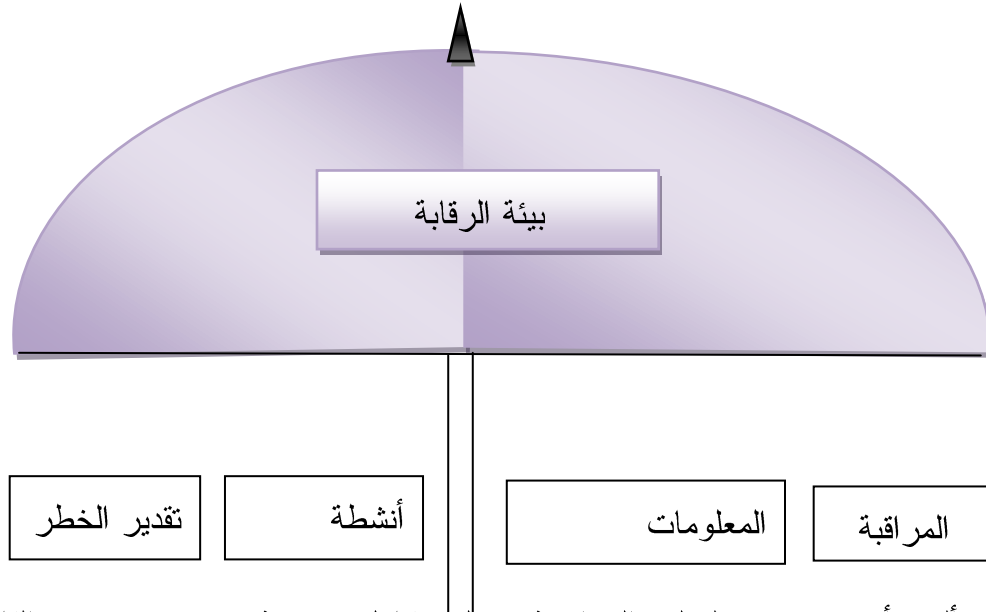 بيئة الرقابة
المراقبة
المعلومات
أنشطة
تقدير الخطر